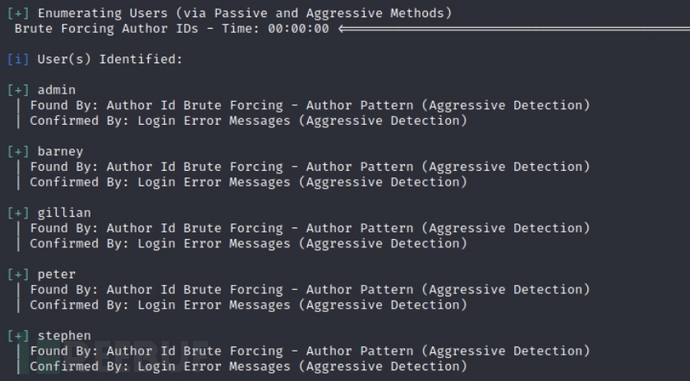 [+] Enumerating Users (via Passive and Aggressive Methods)
Brute Forcing Author IDs - Time: 00:00:00 <==================================================
[i] User(s) Identified:
[+] admin
| Found By: Author Id Brute Forcing - Author Pattern (Aggressive Detection)
| Confirmed By: Login Error Messages (Aggressive Detection)
[+] barney
| Found By: Author Id Brute Forcing - Author Pattern (Aggressive Detection)
| Confirmed By: Login Error Messages (Aggressive Detection)
[+] gillian
| Found By: Author Id Brute Forcing - Author Pattern (Aggressive Detection)
| Confirmed By: Login Error Messages (Aggressive Detection)
[+] peter
| Found By: Author Id Brute Forcing - Author Pattern (Aggressive Detection)
| Confirmed By: Login Error Messages (Aggressive Detection)
[+] stephen
| Found By: Author Id Brute Forcing - Author Pattern (Aggressive Detection)
| Confirmed By: Login Error Messages (Aggressive Detection)